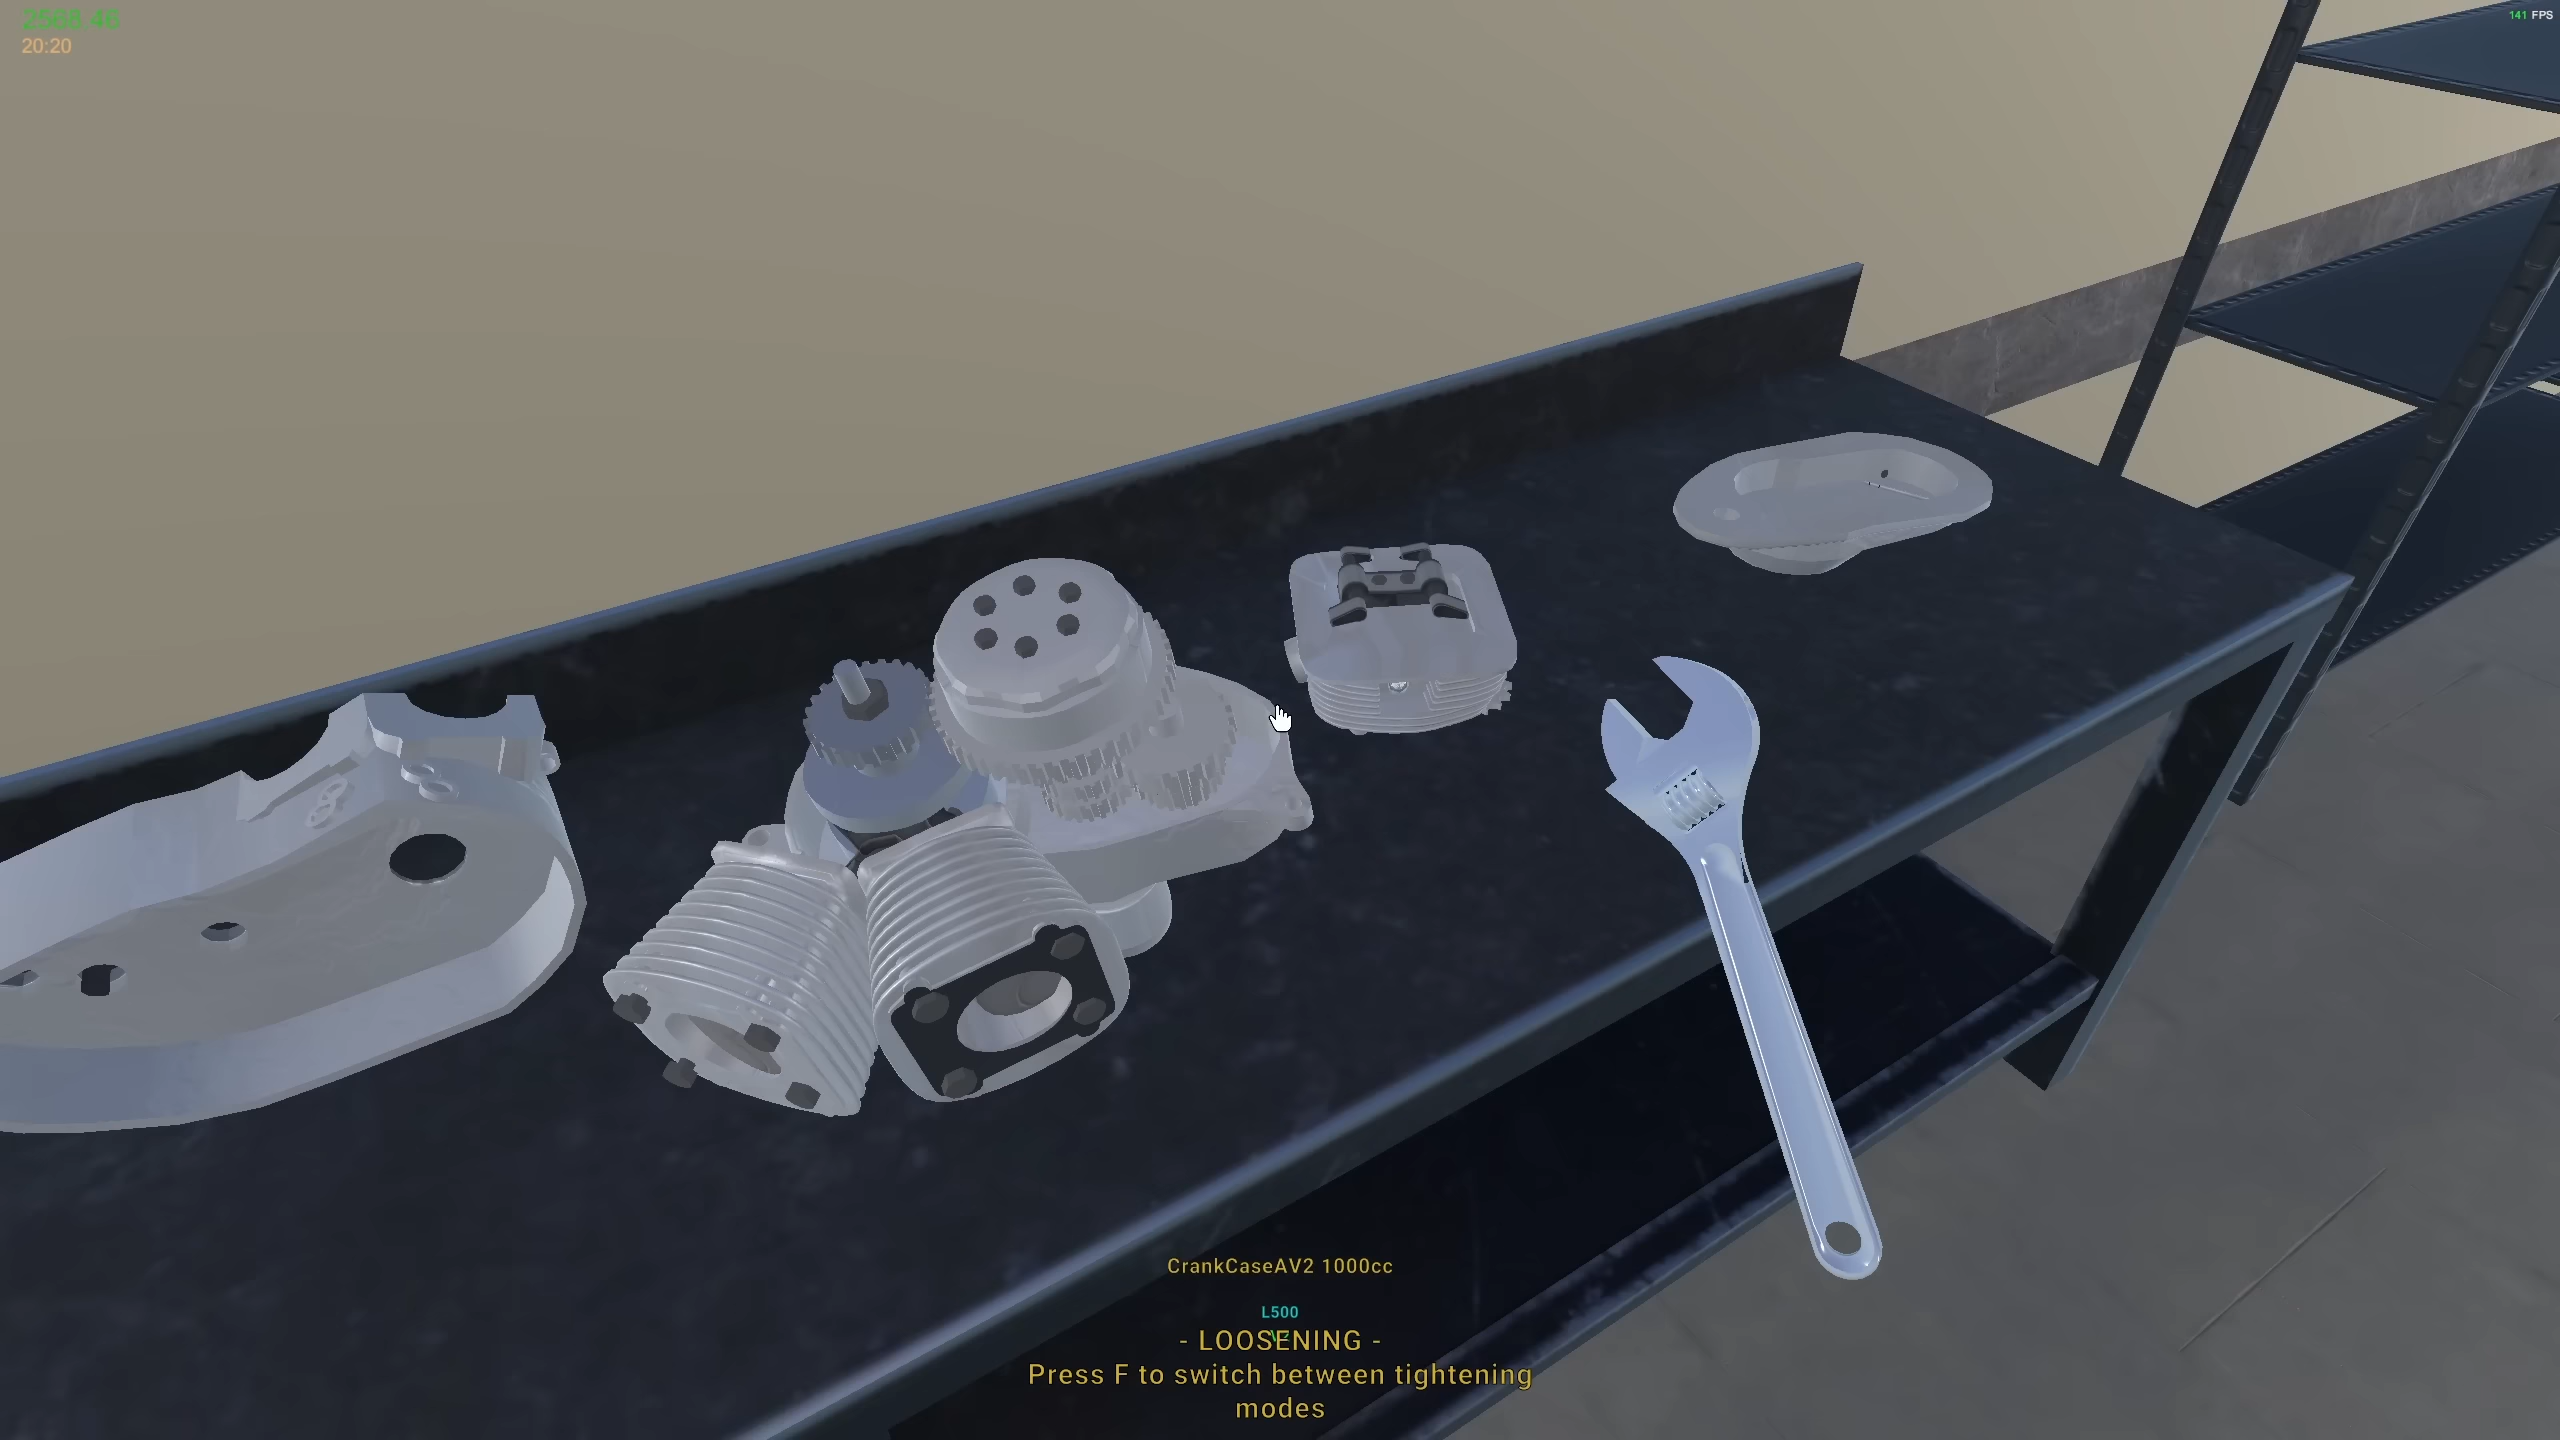 2568.46
20:20
141 FPS
CrankCaseAV2 1000cc
L500
- LOOSENING -
Press F to switch between tightening
modes